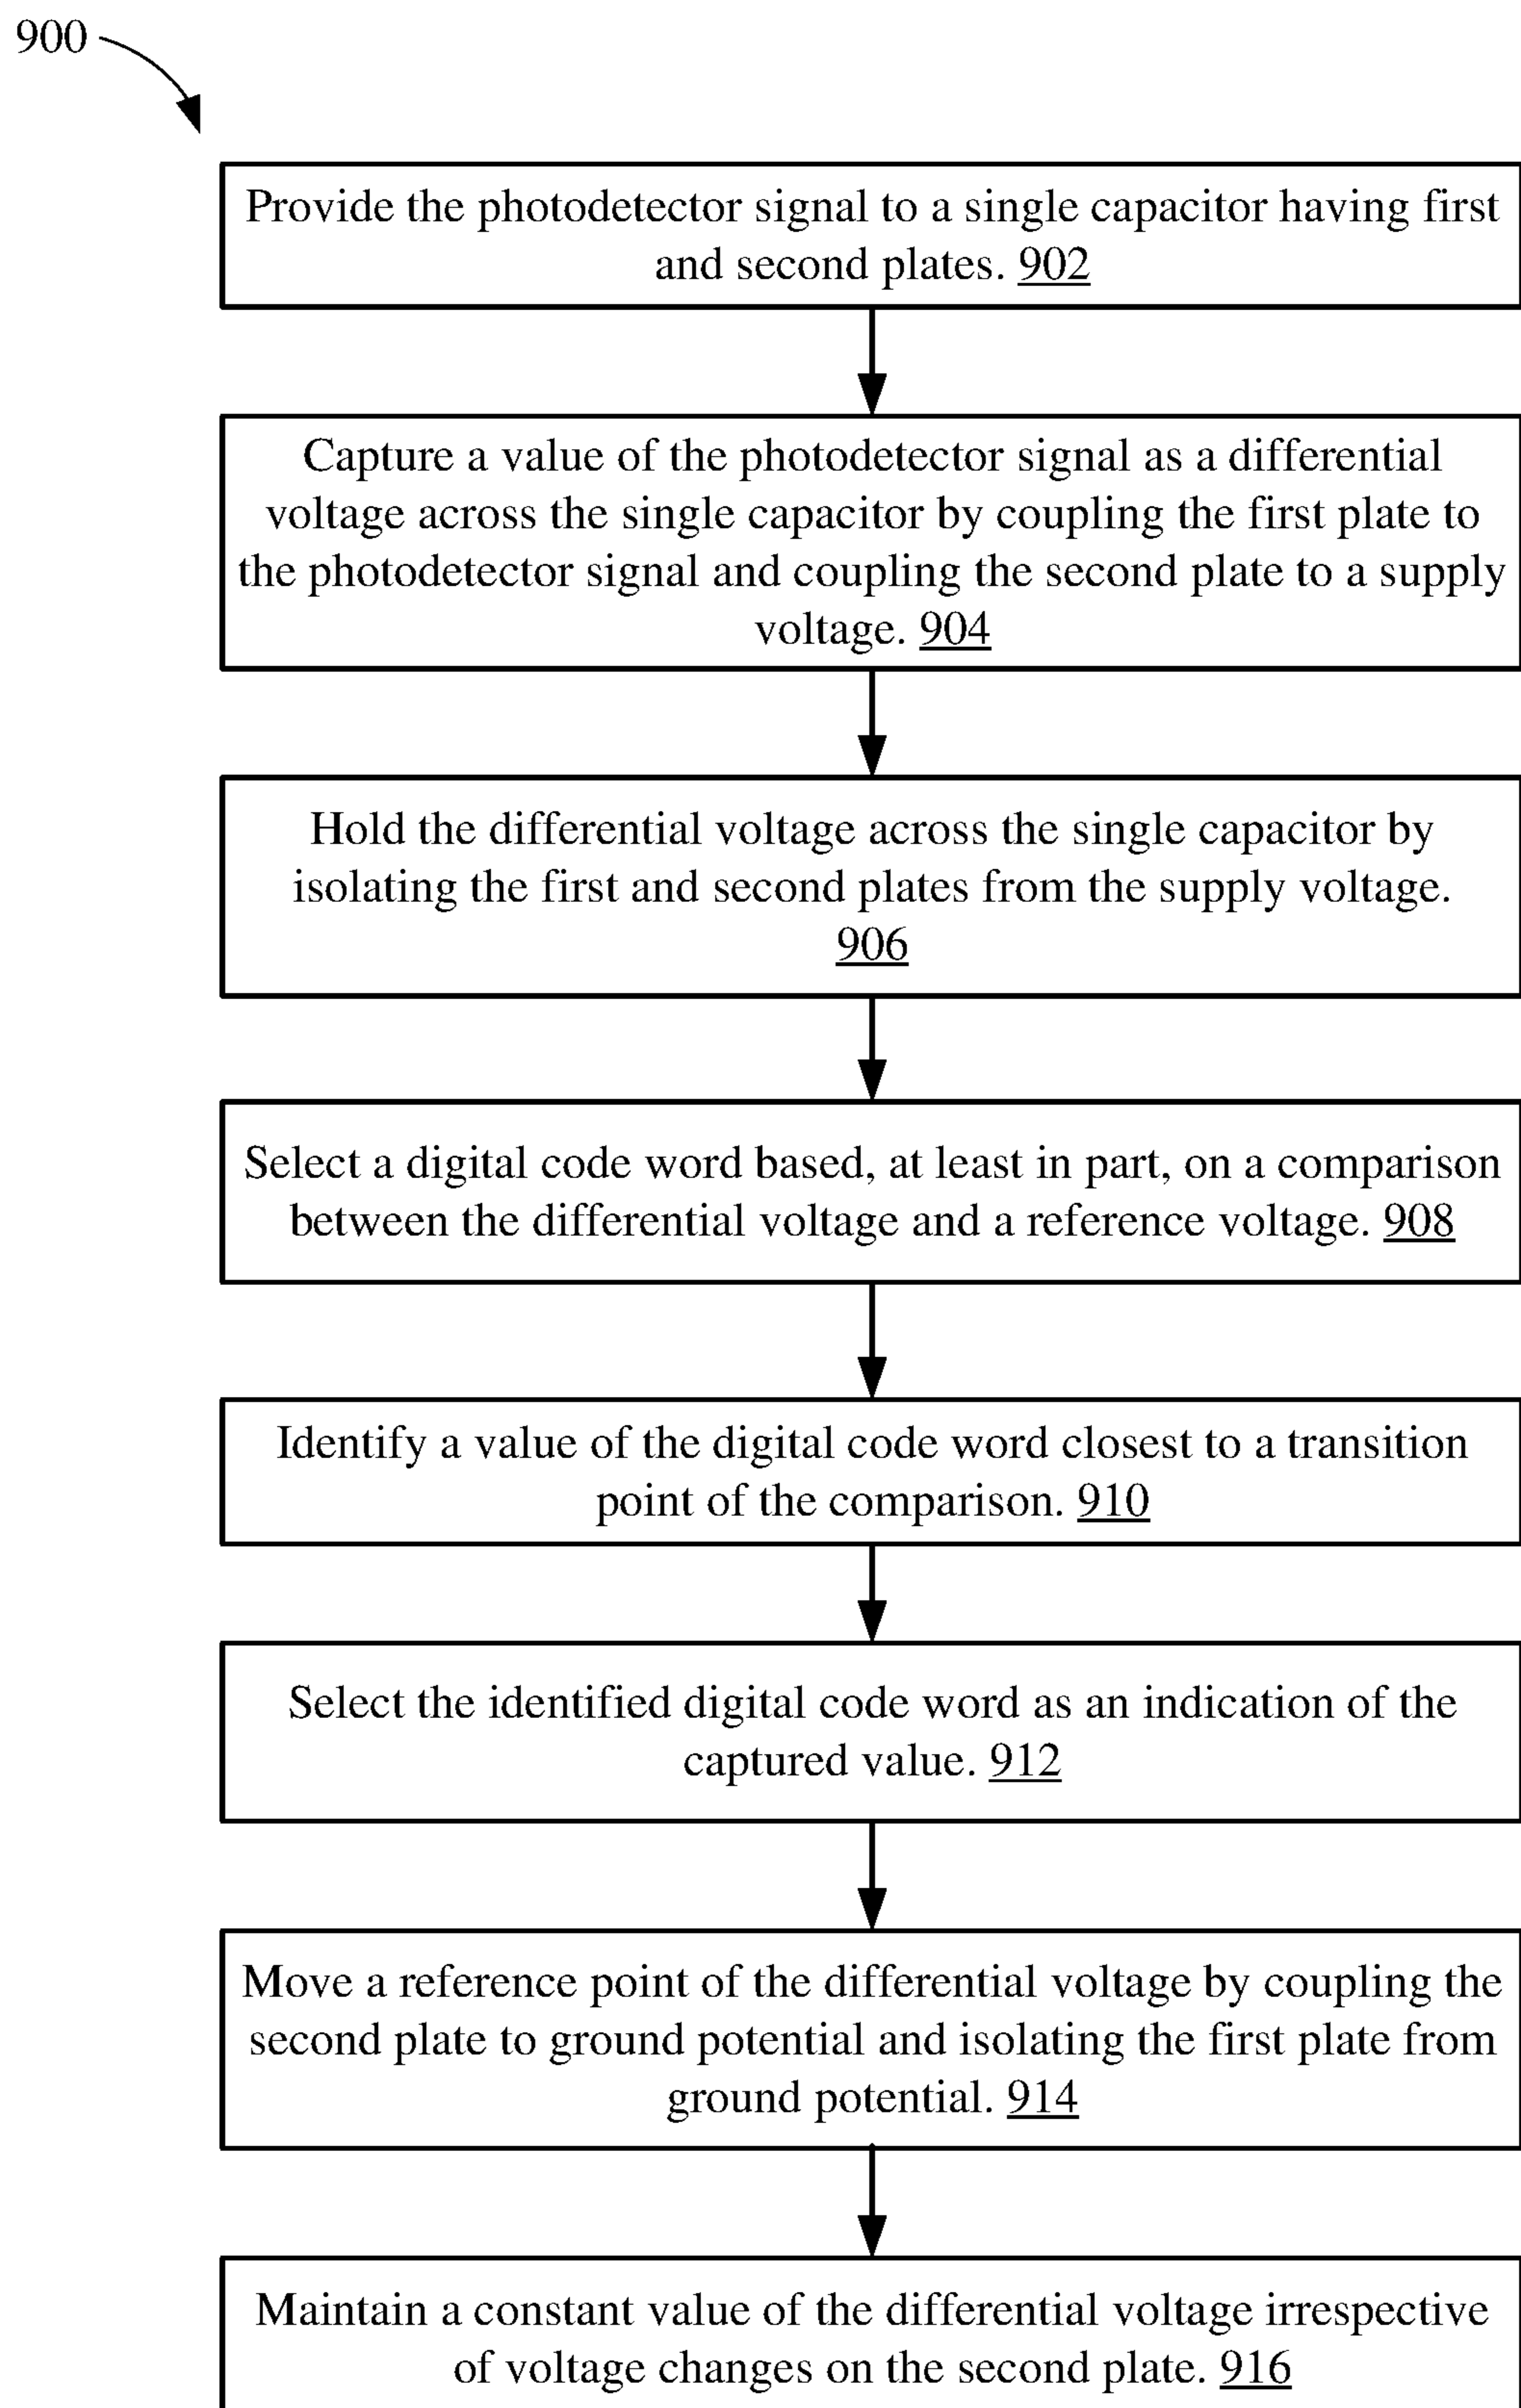 900
Provide the photodetector signal to a single capacitor having first
and second plates. 902
Capture a value of the photodetector signal as a differential
voltage across the single capacitor by coupling the first plate to
the photodetector signal and coupling the second plate to a supply
voltage. 904
Hold the differential voltage across the single capacitor by
isolating the first and second plates from the supply voltage.
906
Select a digital code word based, at least in part, on a comparison
between the differential voltage and a reference voltage. 908
Identify a value of the digital code word closest to a transition
point of the comparison. 910
Select the identified digital code word as an indication of the
captured value. 912
Move a reference point of the differential voltage by coupling the
second plate to ground potential and isolating the first plate from
ground potential. 914
Maintain a constant value of the differential voltage irrespective
of voltage changes on the second plate. 916